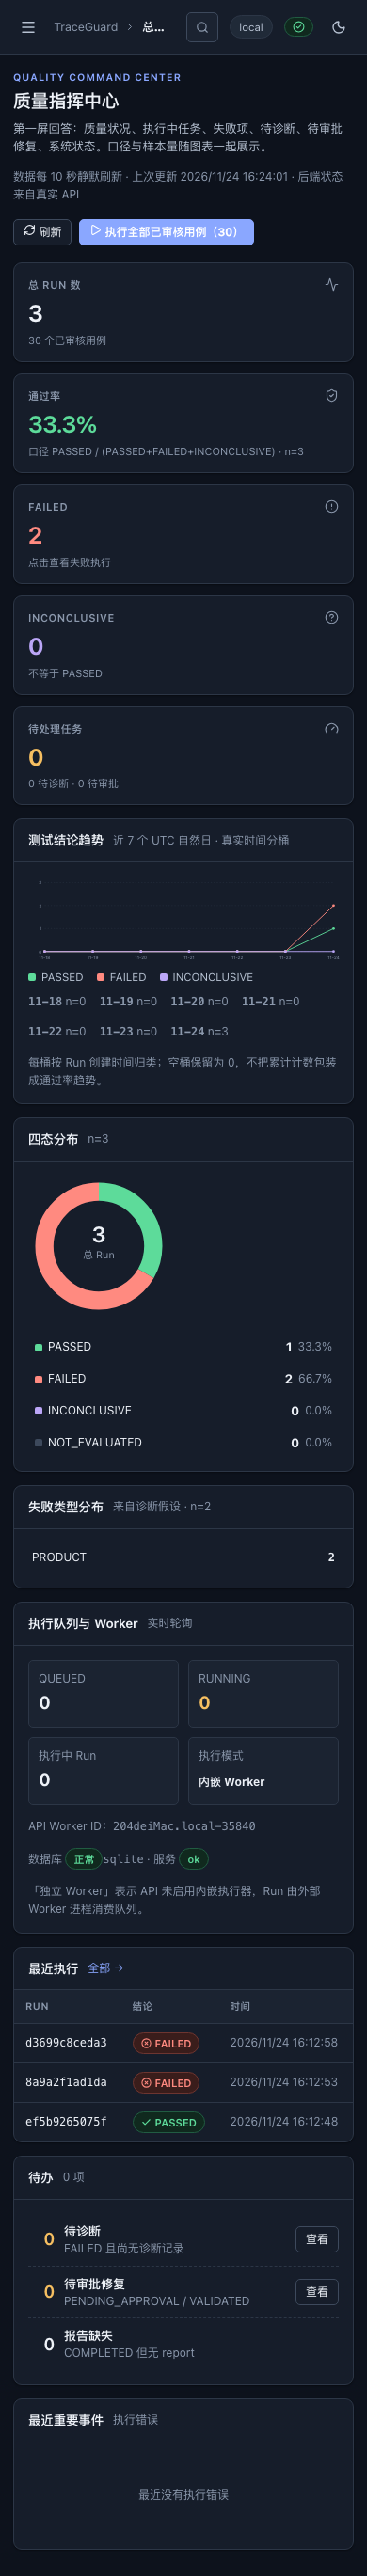 TraceGuard > 总...
local
QUALITY COMMAND CENTER
质量指挥中心
第一屏回答：质量状况、执行中任务、失败项、待诊断、待审批
修复、系统状态。口径与样本量随图表一起展示。
数据每 10 秒静默刷新 · 上次更新 2026/11/24 16:24:01 · 后端状态
来自真实 API
刷新
执行全部已审核用例（30）
总 RUN 数
3
30 个已审核用例
通过率
33.3%
口径 PASSED / (PASSED+FAILED+INCONCLUSIVE) · n=3
FAILED
2
点击查看失败执行
INCONCLUSIVE
0
不等于 PASSED
待处理任务
0
0 待诊断 · 0 待审批
测试结论趋势 近 7 个 UTC 自然日 · 真实时间分桶
PASSED FAILED INCONCLUSIVE
11-18 n=0 11-19 n=0 11-20 n=0 11-21 n=0
11-22 n=0 11-23 n=0 11-24 n=3
每桶按 Run 创建时间归类；空桶保留为 0，不把累计计数包装
成通过率趋势。
四态分布 n=3
3
总 Run
PASSED 1 33.3%
FAILED 2 66.7%
INCONCLUSIVE 0 0.0%
NOT_EVALUATED 0 0.0%
失败类型分布 来自诊断假设 · n=2
PRODUCT 2
执行队列与 Worker 实时轮询
QUEUED
0
RUNNING
0
执行中 Run
0
执行模式
内嵌 Worker
API Worker ID：204deiMac.local-35840
数据库 正常 sqlite · 服务 ok
「独立 Worker」表示 API 未启用内嵌执行器，Run 由外部
Worker 进程消费队列。
最近执行 全部 →
RUN 结论 时间
d3699c8ceda3 FAILED 2026/11/24 16:12:58
8a9a2f1ad1da FAILED 2026/11/24 16:12:53
ef5b9265075f PASSED 2026/11/24 16:12:48
待办 0 项
0 待诊断
FAILED 且尚无诊断记录
查看
0 待审批修复
PENDING_APPROVAL / VALIDATED
查看
0 报告缺失
COMPLETED 但无 report
最近重要事件 执行错误
最近没有执行错误